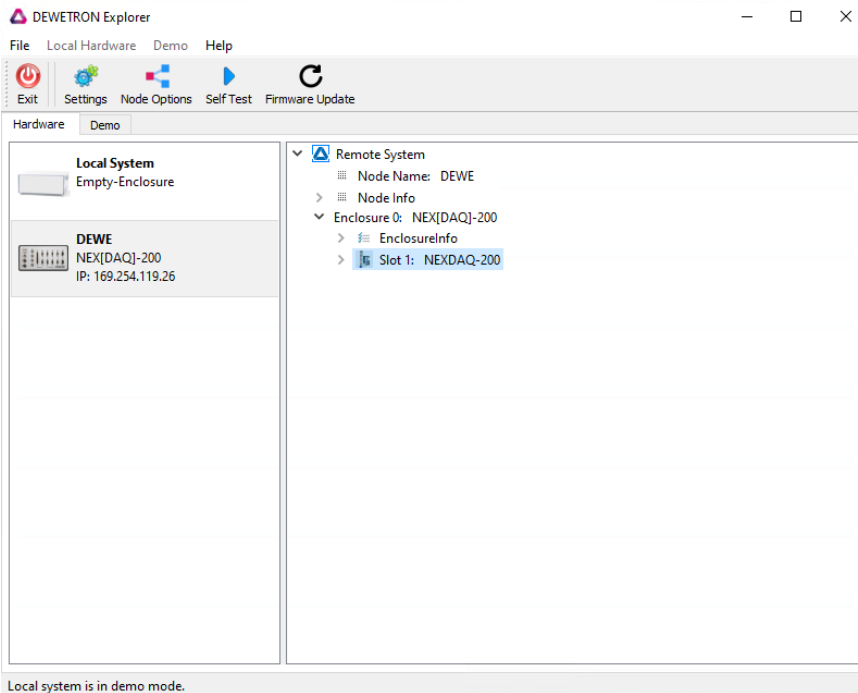 DEWETRON Explorer
File Local Hardware Demo Help
Exit Settings Node Options Self Test Firmware Update
Hardware Demo
Local System
Empty-Enclosure
DEWE
NEX[DAQ]-200
IP: 169.254.119.26
Remote System
Node Name: DEWE
Node Info
Enclosure 0: NEX[DAQ]-200
EnclosureInfo
Slot 1: NEXDAQ-200
Local system is in demo mode.